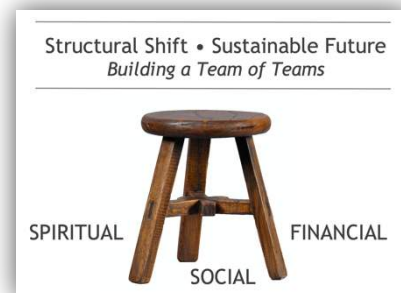 Structural Shift • Sustainable Future
Building a Team of Teams
SPIRITUAL
FINANCIAL
SOCIAL